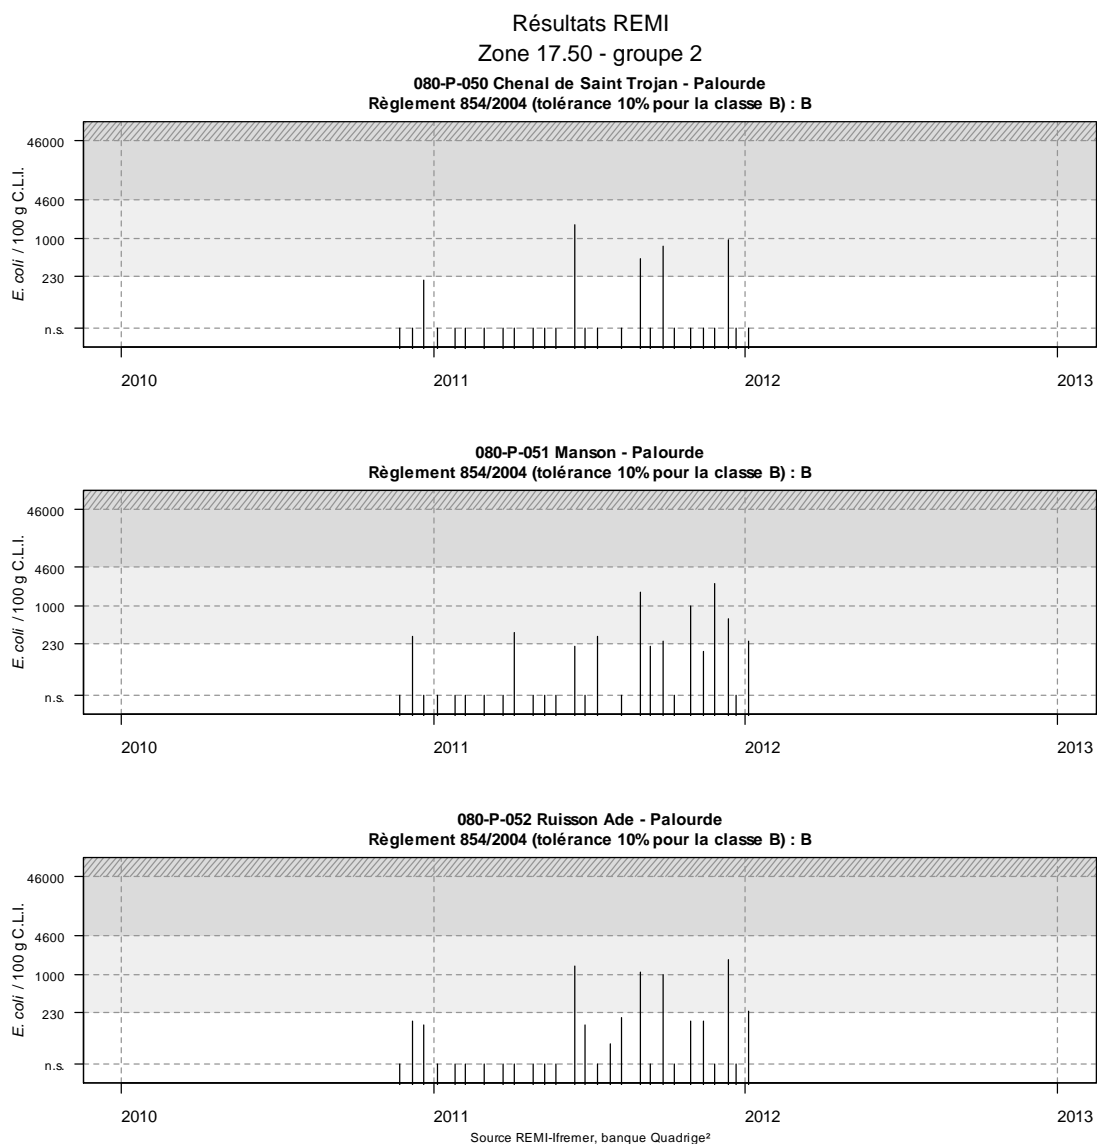 Résultats REMI
Zone 17.50 - groupe 2
080-P-050 Chenal de Saint Trojan - Palourde
Règlement 854/2004 (tolérance 10% pour la classe B) : B
E. coli / 100 g C.L.I.
46000
4600
1000
230
n.s.
2010 2011 2012 2013
080-P-051 Manson - Palourde
Règlement 854/2004 (tolérance 10% pour la classe B) : B
E. coli / 100 g C.L.I.
46000
4600
1000
230
n.s.
2010 2011 2012 2013
080-P-052 Ruisson Ade - Palourde
Règlement 854/2004 (tolérance 10% pour la classe B) : B
E. coli / 100 g C.L.I.
46000
4600
1000
230
n.s.
2010 2011 2012 2013
Source REMI-Ifremer, banque Quadrige²